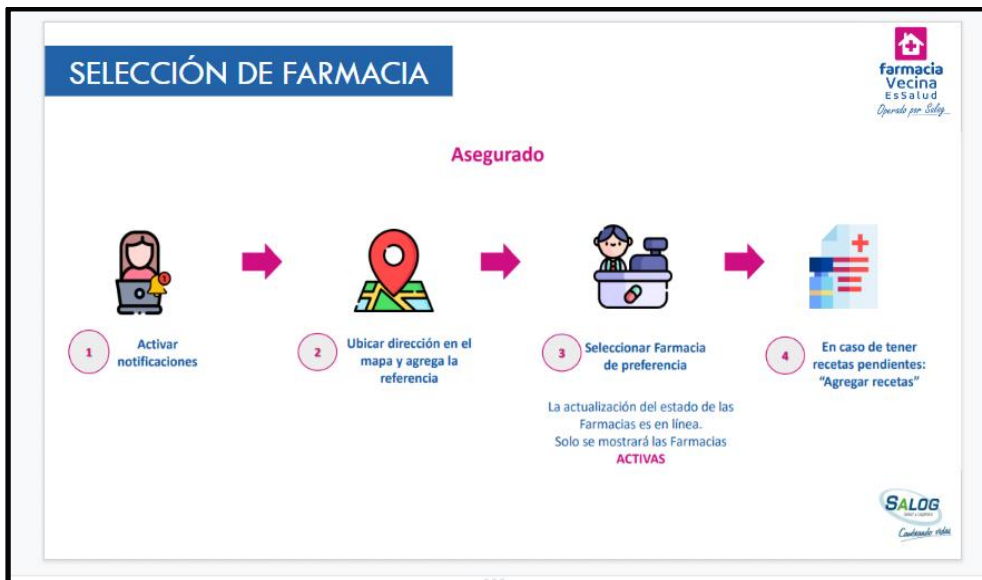 SELECCIÓN DE FARMACIA
farmacia
Vecina
EsSalud
Operado por Salog
Asegurado
1
1
Activar
notificaciones
2
Ubicar dirección en el
mapa y agrega la
referencia
3
Seleccionar Farmacia
de preferencia
La actualización del estado de las
Farmacias es en línea.
Solo se mostrará las Farmacias
ACTIVAS
4
En caso de tener
recetas pendientes:
“Agregar recetas”
SALOG